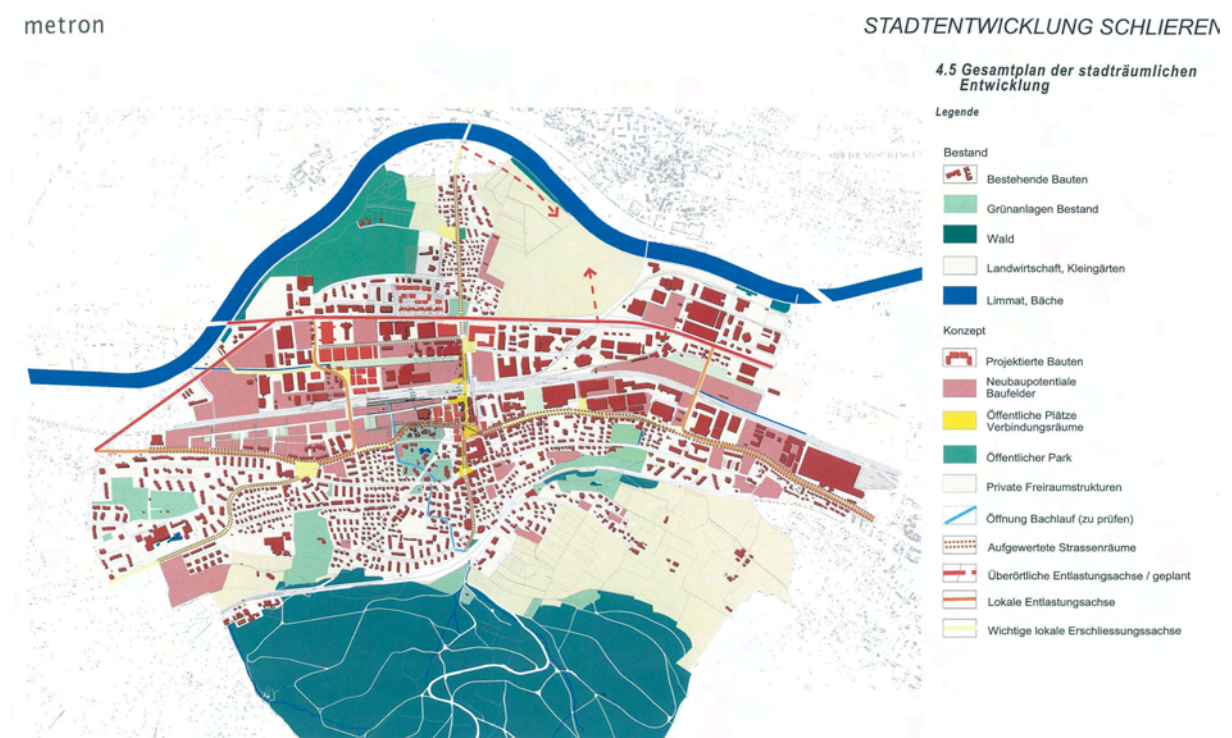 metron
STADTENTWICKLUNG SCHLIEREN
4.5 Gesamtplan der stadträumlichen
Entwicklung
Legende
Bestand
Bestehende Bauten
Grünanlagen Bestand
Wald
Landwirtschaft, Kleingärten
Limmat, Bäche
Konzept
Projektierte Bauten
Neubaupotentiale
Baufelder
Öffentliche Plätze
Verbindungsräume
Öffentlicher Park
Private Freiraumstrukturen
Öffnung Bachlauf (zu prüfen)
Aufgewertete Strassenräume
Überörtliche Entlastungsachse / geplant
Lokale Entlastungsachse
Wichtige lokale Erschliessungssachse